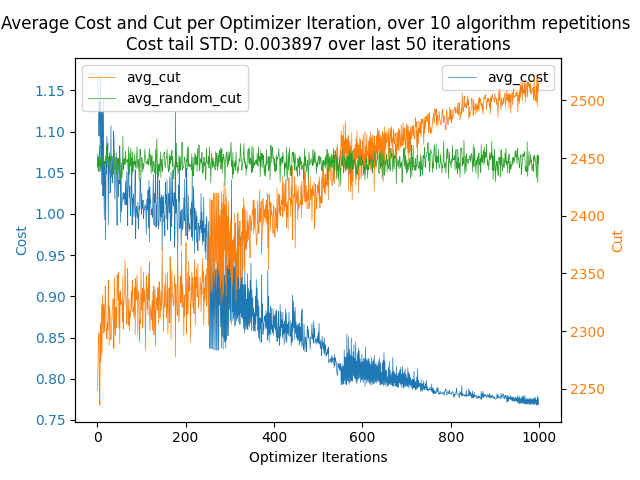 Average Cost and Cut per Optimizer Iteration, over 10 algorithm repetitions
Cost tail STD: 0.003897 over last 50 iterations
avg_cut
avg_random_cut
avg_cost
1.15
1.10
1.05
1.00
0.95
0.90
0.85
0.80
0.75
Cost
2500
2450
2400
2350
2300
2250
Cut
0
200
400
600
800
1000
Optimizer Iterations